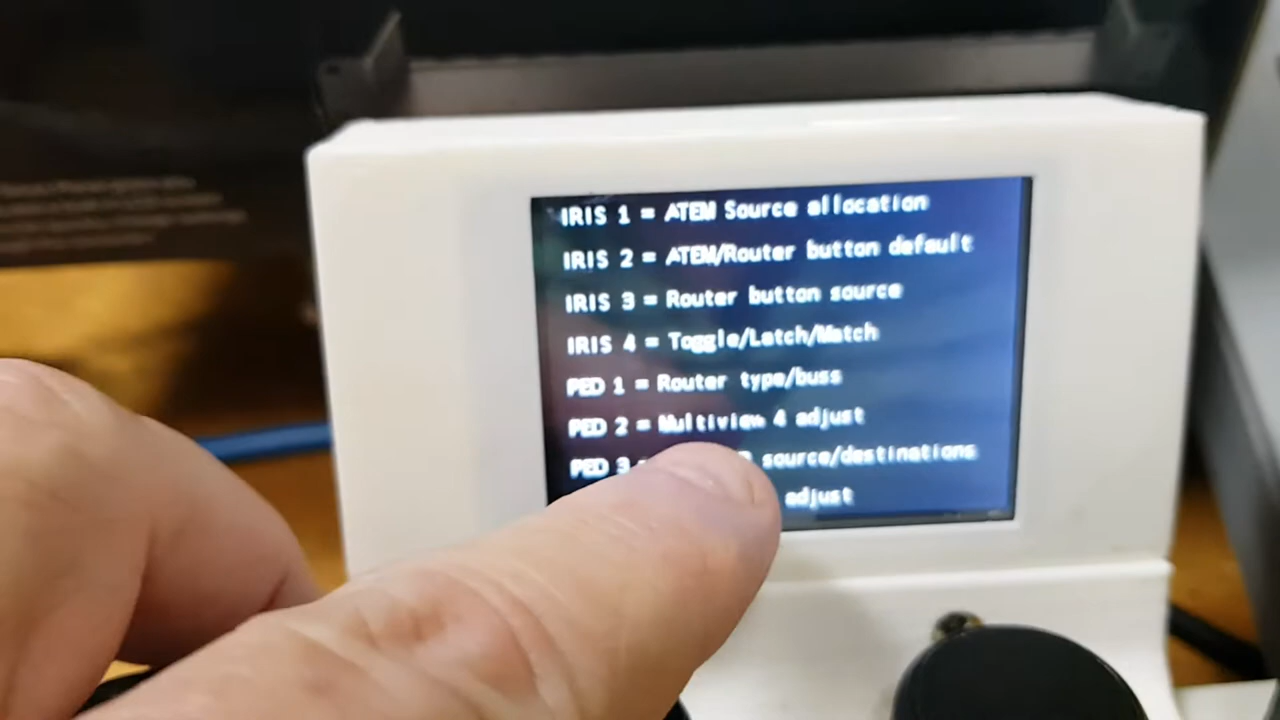 IRIS 1 = ATEM Source allocation
IRIS 2 = ATEM/Router button default
IRIS 3 = Router button source
IRIS 4 = Toggle/Latch/Match
PED 1 = Router type/buss
PED 2 = Multiview 4 adjust
PED 3 source/destinations
adjust